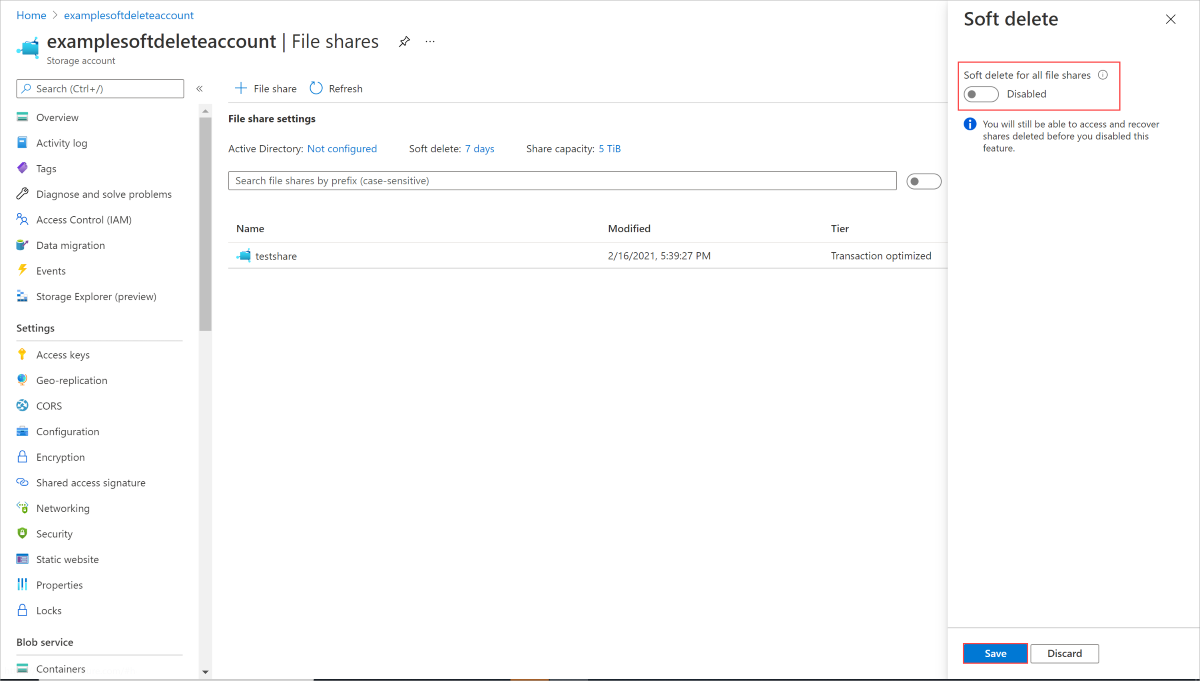 Home > examplesoftdeleteaccount
examplesoftdeleteaccount | File shares
Storage account
Search (Ctrl+/)
«
Overview
Activity log
Tags
Diagnose and solve problems
Access Control (IAM)
Data migration
Events
Storage Explorer (preview)
Settings
Access keys
Geo-replication
CORS
Configuration
Encryption
Shared access signature
Networking
Security
Static website
Properties
Locks
Blob service
Containers
+ File share Refresh
File share settings
Active Directory: Not configured Soft delete: 7 days Share capacity: 5 TiB
Search file shares by prefix (case-sensitive)
Name Modified Tier
testshare 2/16/2021, 5:39:27 PM Transaction optimized
Soft delete
Soft delete for all file shares
Disabled
You will still be able to access and recover
shares deleted before you disabled this
feature.
Save Discard